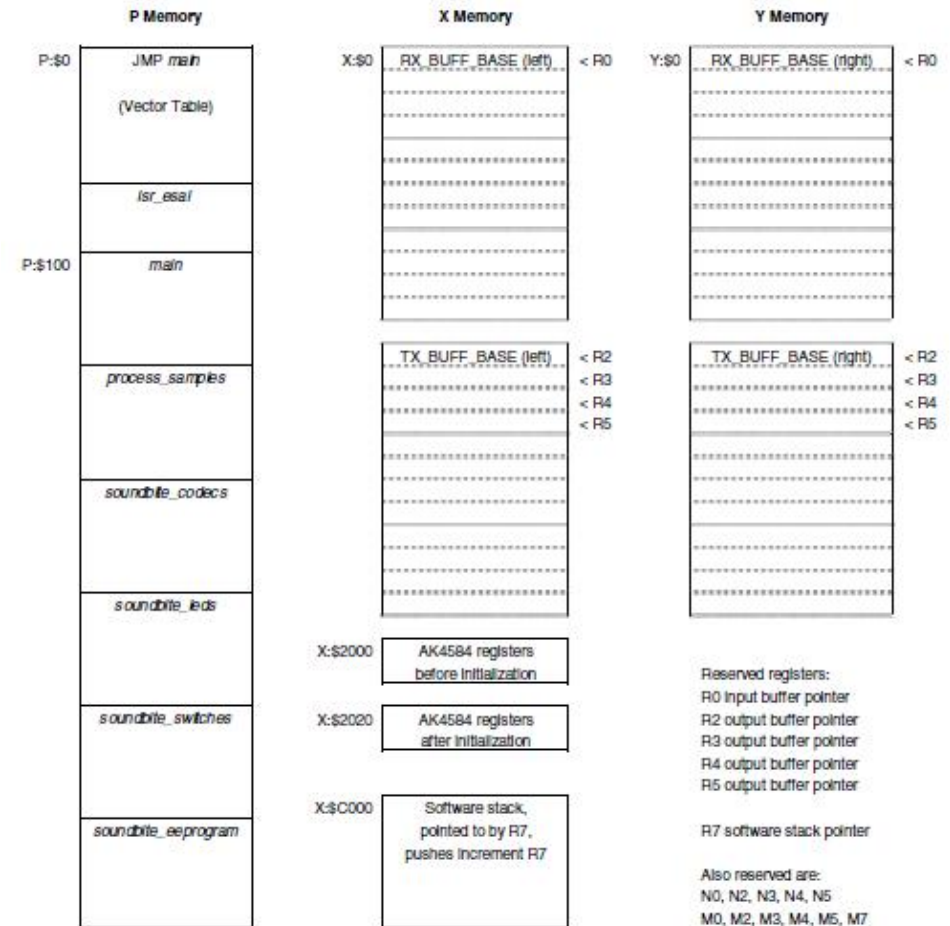 P Memory
X Memory
Y Memory
P:$0
JMP main
(Vector Table)
isr_esai
P:$100
main
process_samples
soundbite_codecs
soundbite_leds
soundbite_switches
soundbite_eeprogram
X:$0
RX_BUFF_BASE (left)
< R0
TX_BUFF_BASE (left)
< R2
< R3
< R4
< R5
X:$2000
AK4584 registers
before initialization
X:$2020
AK4584 registers
after initialization
X:$C000
Software stack,
pointed to by R7,
pushes increment R7
Y:$0
RX_BUFF_BASE (right)
< R0
TX_BUFF_BASE (right)
< R2
< R3
< R4
< R5
Reserved registers:
R0 input buffer pointer
R2 output buffer pointer
R3 output buffer pointer
R4 output buffer pointer
R5 output buffer pointer
R7 software stack pointer
Also reserved are:
N0, N2, N3, N4, N5
M0, M2, M3, M4, M5, M7